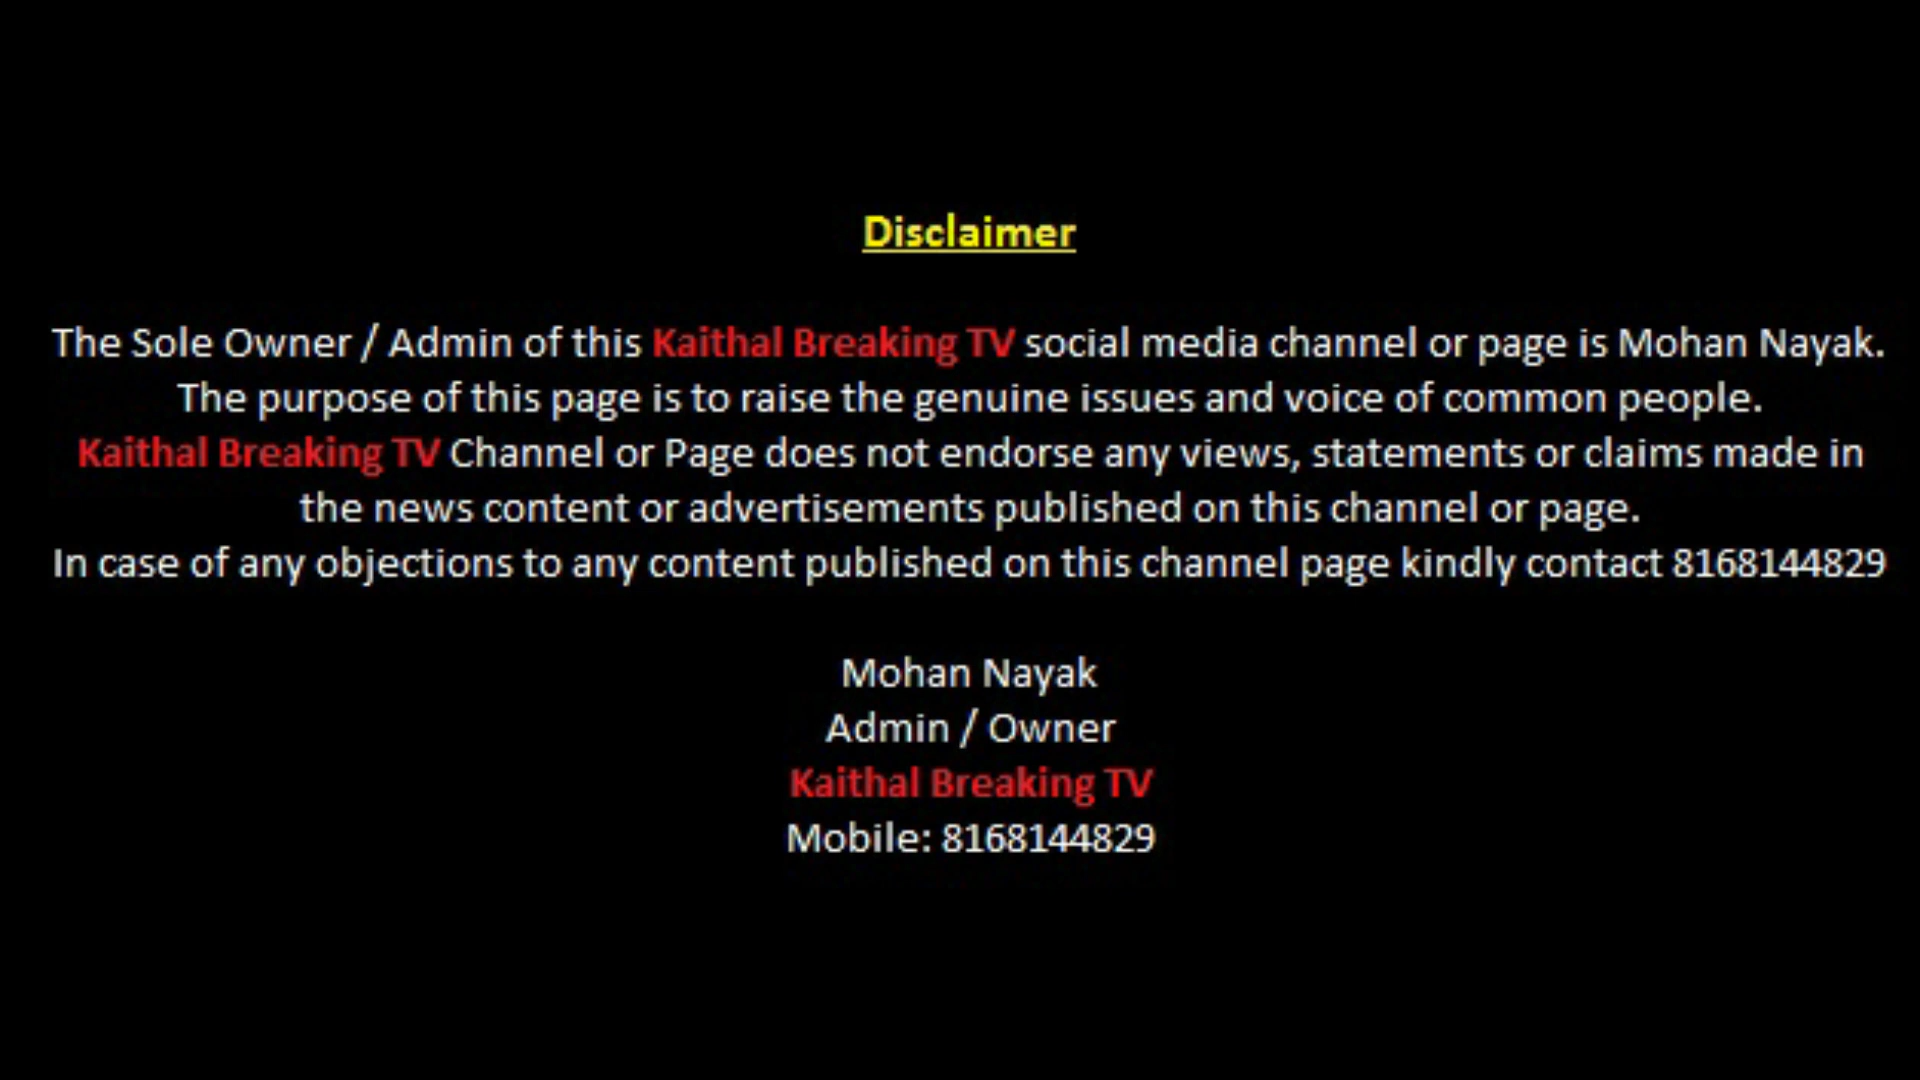 Disclaimer
The Sole Owner / Admin of this Kaithal Breaking TV social media channel or page is Mohan Nayak.
The purpose of this page is to raise the genuine issues and voice of common people.
Kaithal Breaking TV Channel or Page does not endorse any views, statements or claims made in
the news content or advertisements published on this channel or page.
In case of any objections to any content published on this channel page kindly contact 8168144829
Mohan Nayak
Admin / Owner
Kaithal Breaking TV
Mobile: 8168144829